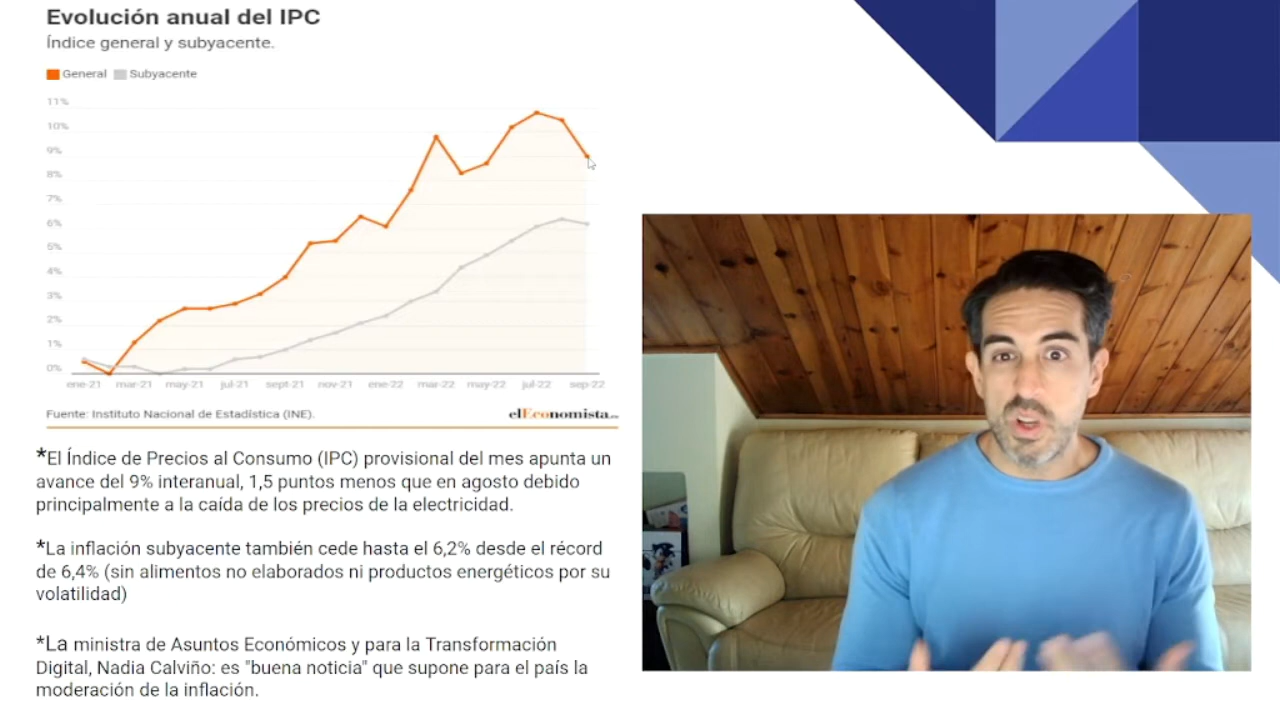 Evolución anual del IPC
Índice general y subyacente.
General Subyacente
11%
10%
9%
8%
7%
6%
5%
4%
3%
2%
1%
0%
ene-21 mar-21 may-21 jul-21 sept-21 nov-21 ene-22 mar-22 may-22 jul-22 sep-22
Fuente: Instituto Nacional de Estadística (INE). elEconomista.es
*El Índice de Precios al Consumo (IPC) provisional del mes apunta un
avance del 9% interanual, 1,5 puntos menos que en agosto debido
principalmente a la caída de los precios de la electricidad.
*La inflación subyacente también cede hasta el 6,2% desde el récord
de 6,4% (sin alimentos no elaborados ni productos energéticos por su
volatilidad)
*La ministra de Asuntos Económicos y para la Transformación
Digital, Nadia Calviño: es "buena noticia" que supone para el país la
moderación de la inflación.